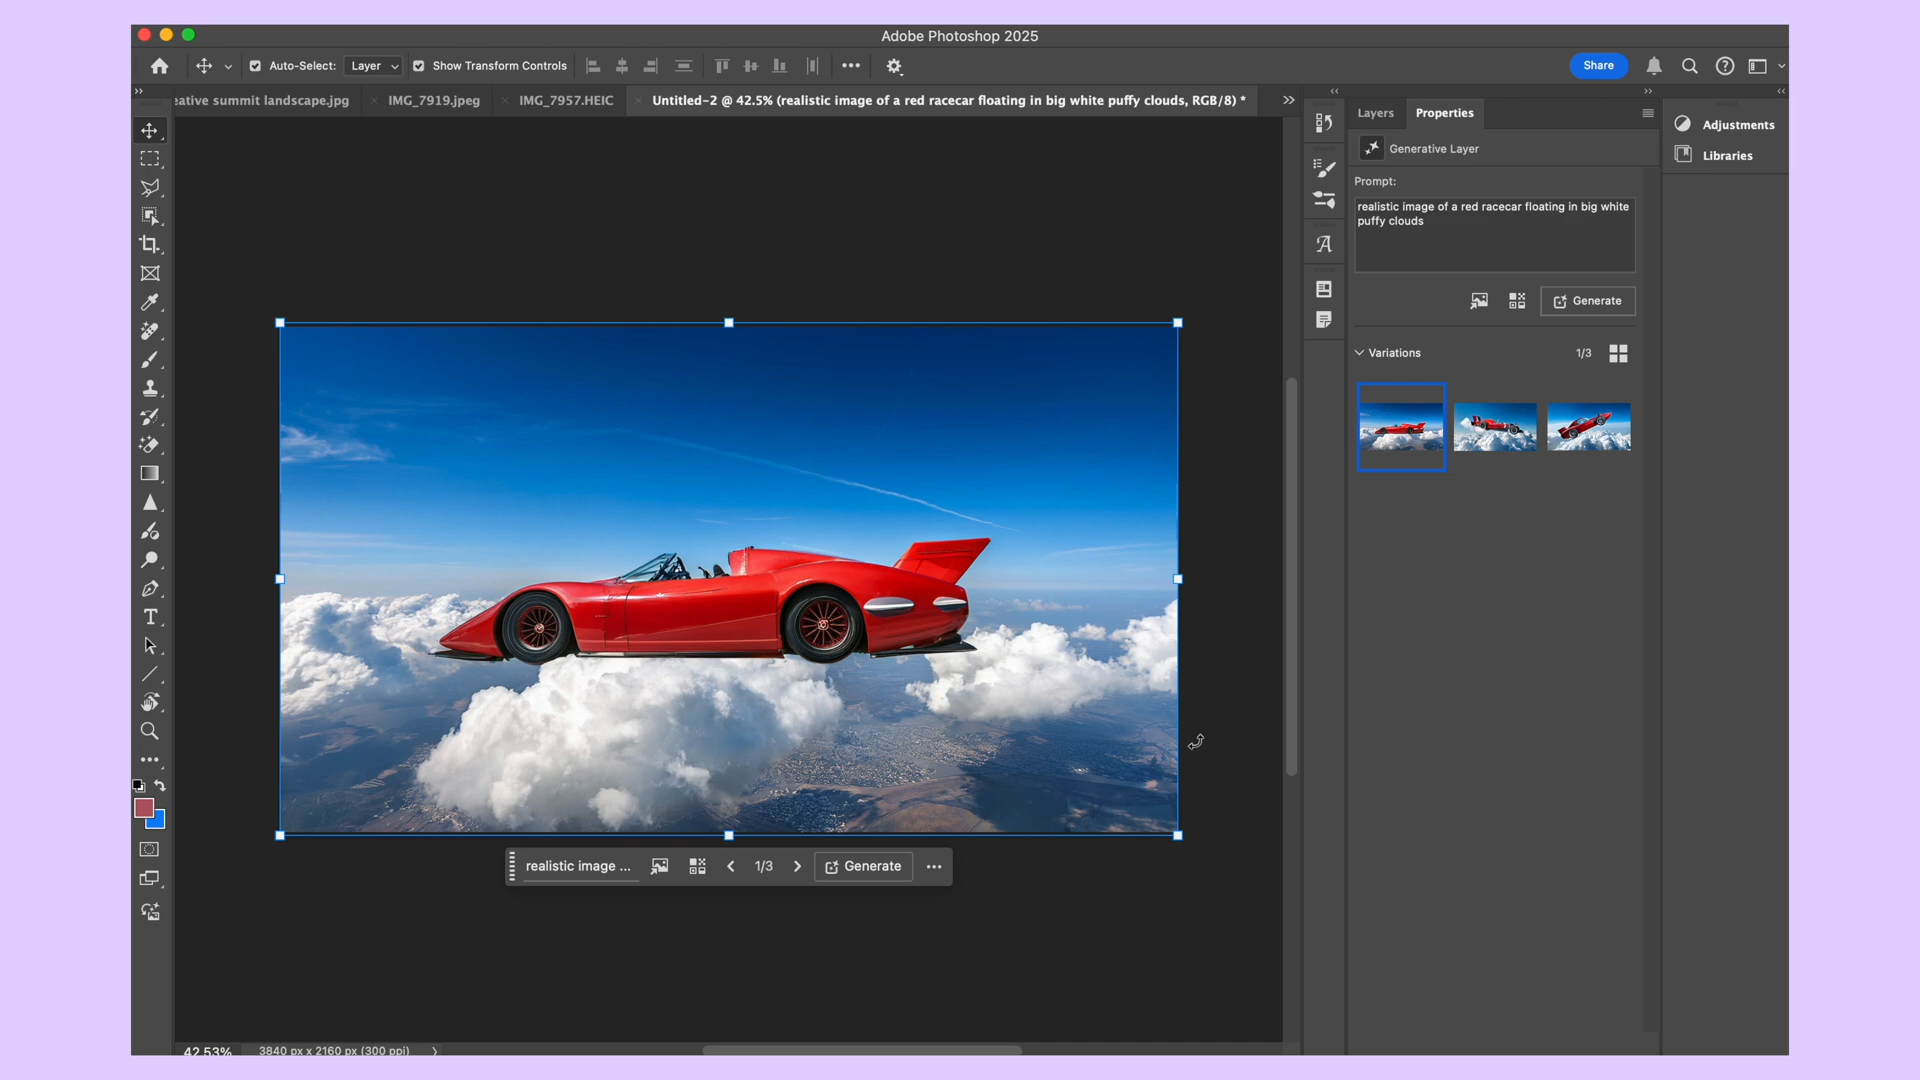 Adobe Photoshop 2025
Auto-Select: Layer Show Transform Controls
Share
eative summit landscape.jpg IMG_7919.jpeg IMG_7957.HEIC Untitled-2 @ 42.5% (realistic image of a red racecar floating in big white puffy clouds, RGB/8) *
Layers Properties
Adjustments
Libraries
Generative Layer
Prompt:
realistic image of a red racecar floating in big white
puffy clouds
Generate
Variations 1/3
realistic image ... 1/3 Generate
42.53% 3840 px x 2160 px (300 ppi)